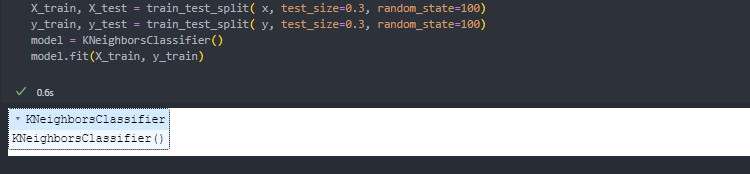 X_train, X_test = train_test_split( x, test_size=0.3, random_state=100)
y_train, y_test = train_test_split( y, test_size=0.3, random_state=100)
model = KNeighborsClassifier()
model.fit(X_train, y_train)
✓ 0.6s
▾ KNeighborsClassifier
KNeighborsClassifier()